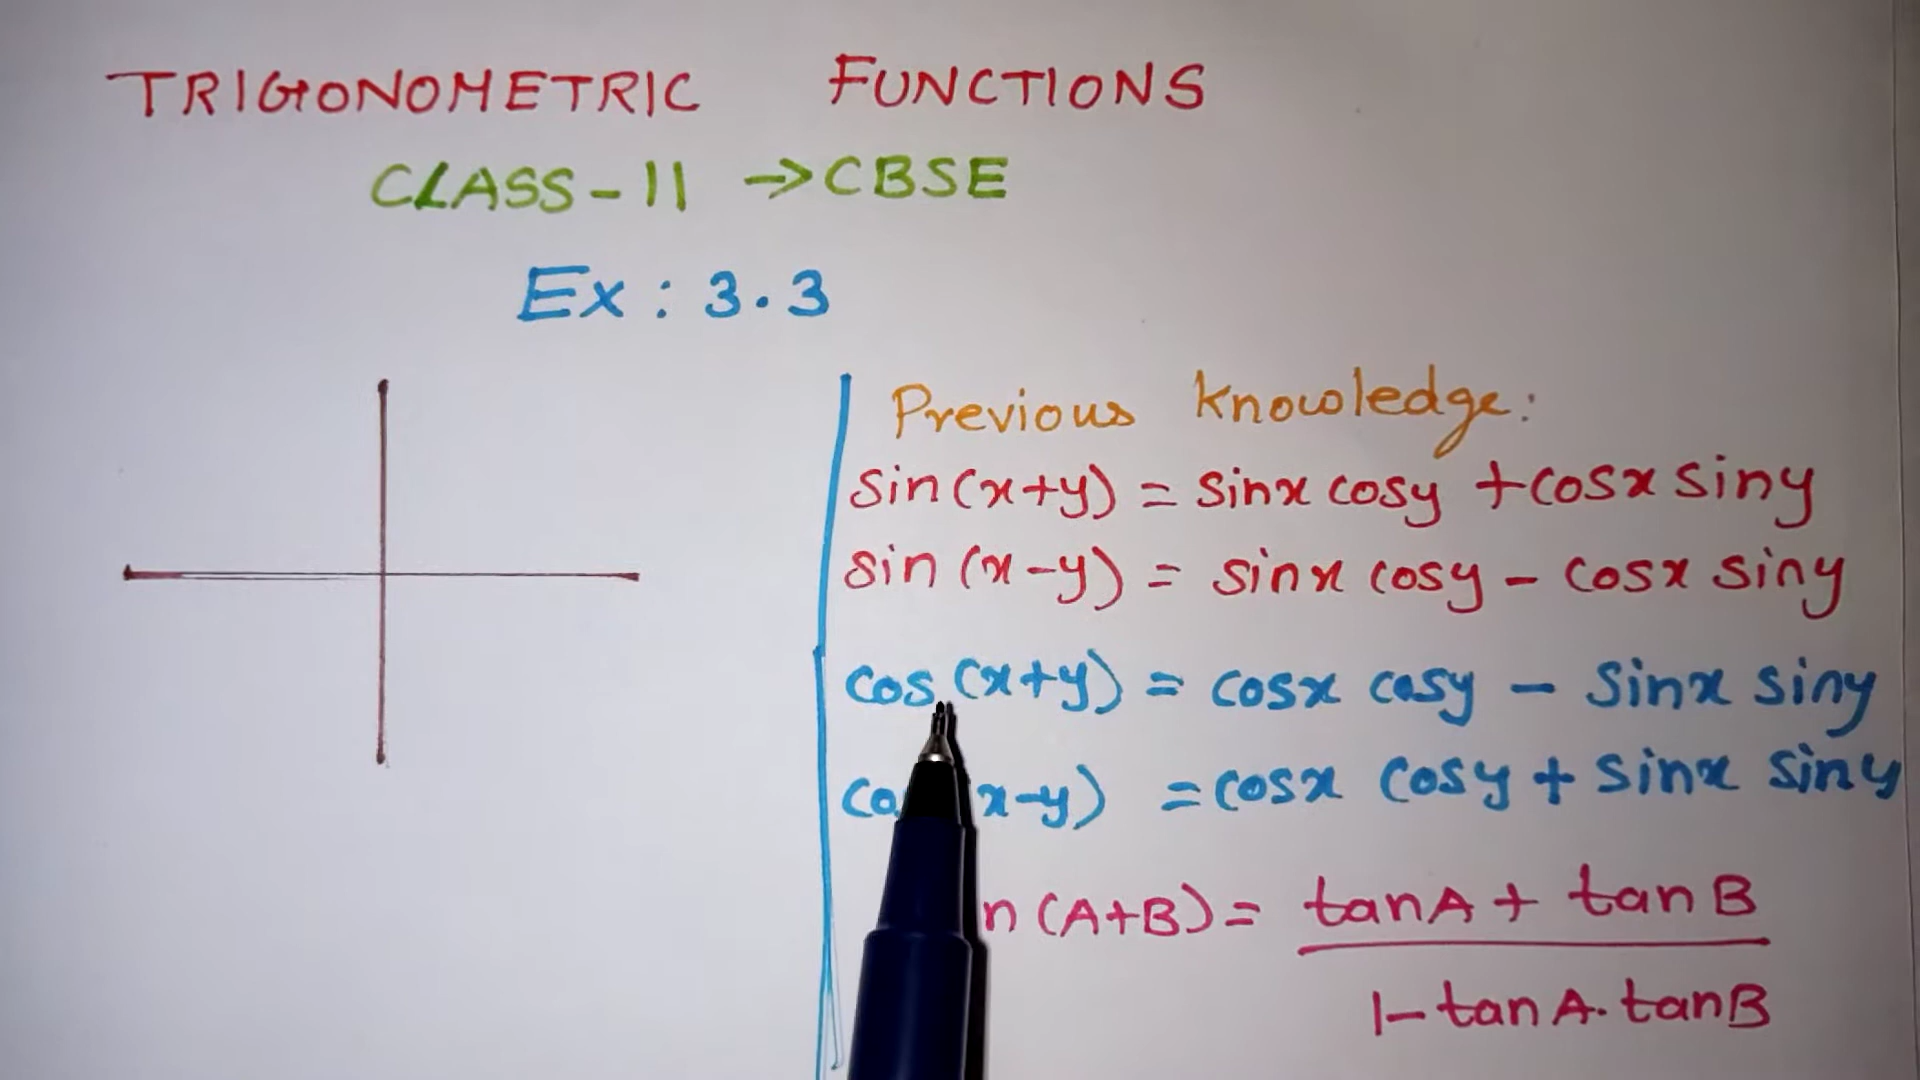 TRIGONOMETRIC FUNCTIONS
CLASS-11 → CBSE
Ex : 3.3
Previous knowledge:
sin(x+y) = sinx cosy + cosx siny
sin (x-y) = sinx cosy - cosx siny
cos (x+y) = cosx cosy - sinx siny
x-y) = cosx cosy + sinx siny
n (A+B) = tanA + tanB
1 - tanA. tanB